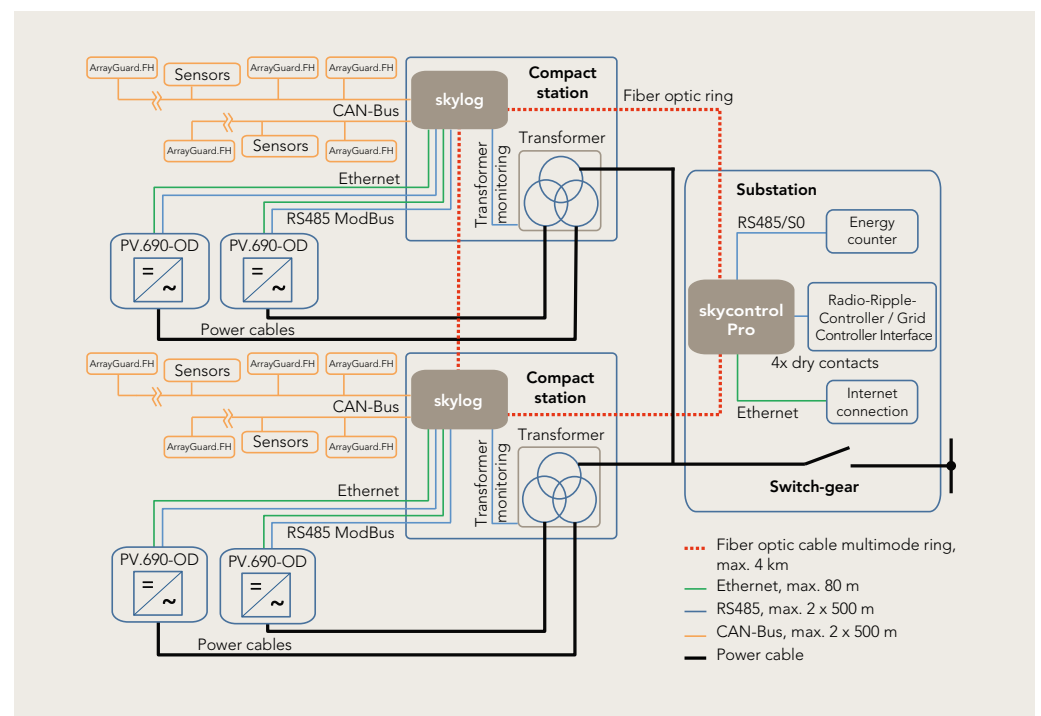 ArrayGuard.FH
Sensors
ArrayGuard.FH
ArrayGuard.FH
CAN-Bus
ArrayGuard.FH
Sensors
ArrayGuard.FH
skylog
Compact
station
Fiber optic ring
Transformer
Transformer
monitoring
Ethernet
RS485 ModBus
PV.690-OD
=
~
PV.690-OD
=
~
Power cables
Substation
RS485/S0
Energy
counter
skycontrol
Pro
Radio-Ripple-
Controller / Grid
Controller Interface
4x dry contacts
Ethernet
Internet
connection
Switch-gear
ArrayGuard.FH
Sensors
ArrayGuard.FH
ArrayGuard.FH
CAN-Bus
ArrayGuard.FH
Sensors
ArrayGuard.FH
skylog
Compact
station
Transformer
Transformer
monitoring
Ethernet
RS485 ModBus
PV.690-OD
=
~
PV.690-OD
=
~
Power cables
Fiber optic cable multimode ring,
max. 4 km
Ethernet, max. 80 m
RS485, max. 2 x 500 m
CAN-Bus, max. 2 x 500 m
Power cable